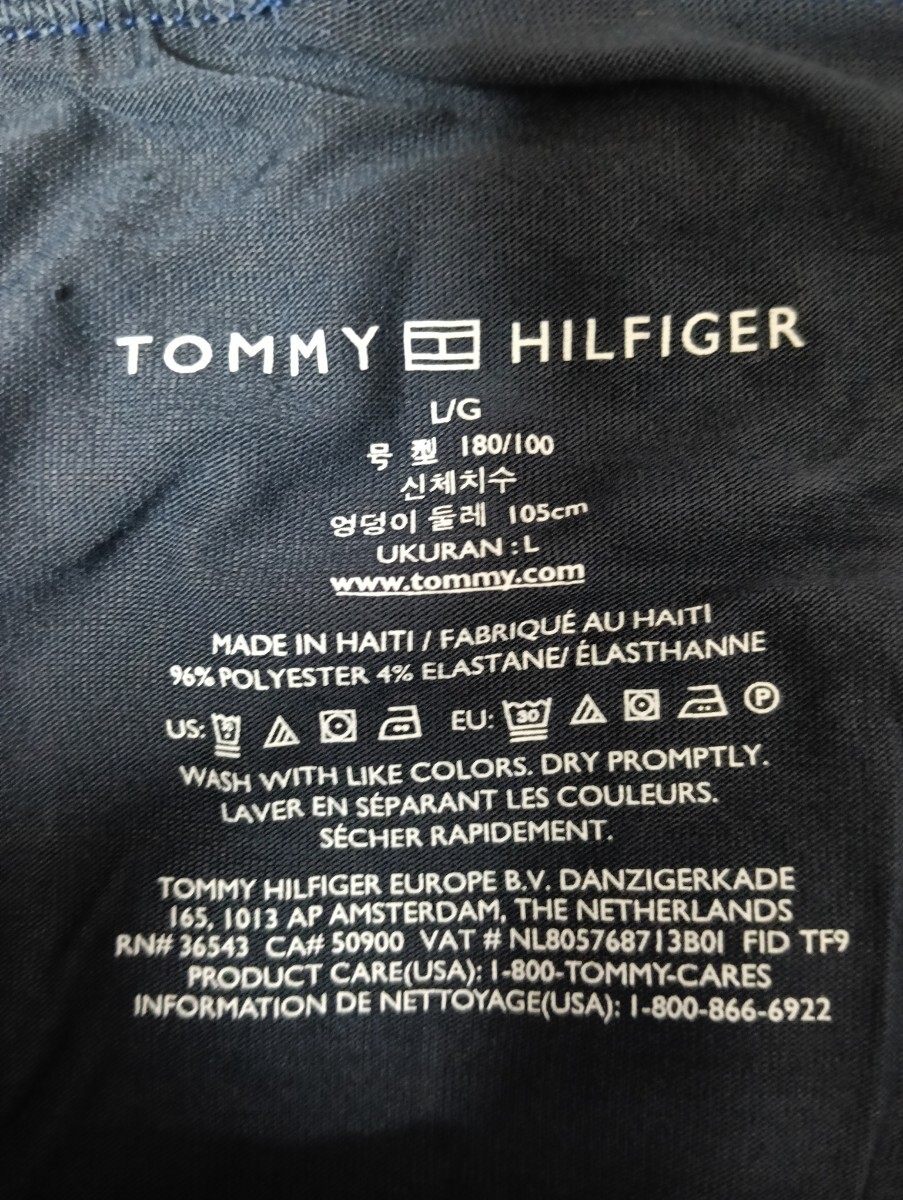 TOMMY HILFIGER
L/G
号型 180/100
신체치수
엉덩이 둘레 105cm
UKURAN : L
www.tommy.com
MADE IN HAITI / FABRIQUÉ AU HAITI
96% POLYESTER 4% ELASTANE/ ÉLASTHANNE
US: EU: 30 P
WASH WITH LIKE COLORS. DRY PROMPTLY.
LAVER EN SÉPARANT LES COULEURS.
SÉCHER RAPIDEMENT.
TOMMY HILFIGER EUROPE B.V. DANZIGERKADE
165, 1013 AP AMSTERDAM, THE NETHERLANDS
RN# 36543 CA# 50900 VAT # NL805768713B01 FID TF9
PRODUCT CARE(USA): 1-800-TOMMY-CARES
INFORMATION DE NETTOYAGE(USA): 1-800-866-6922